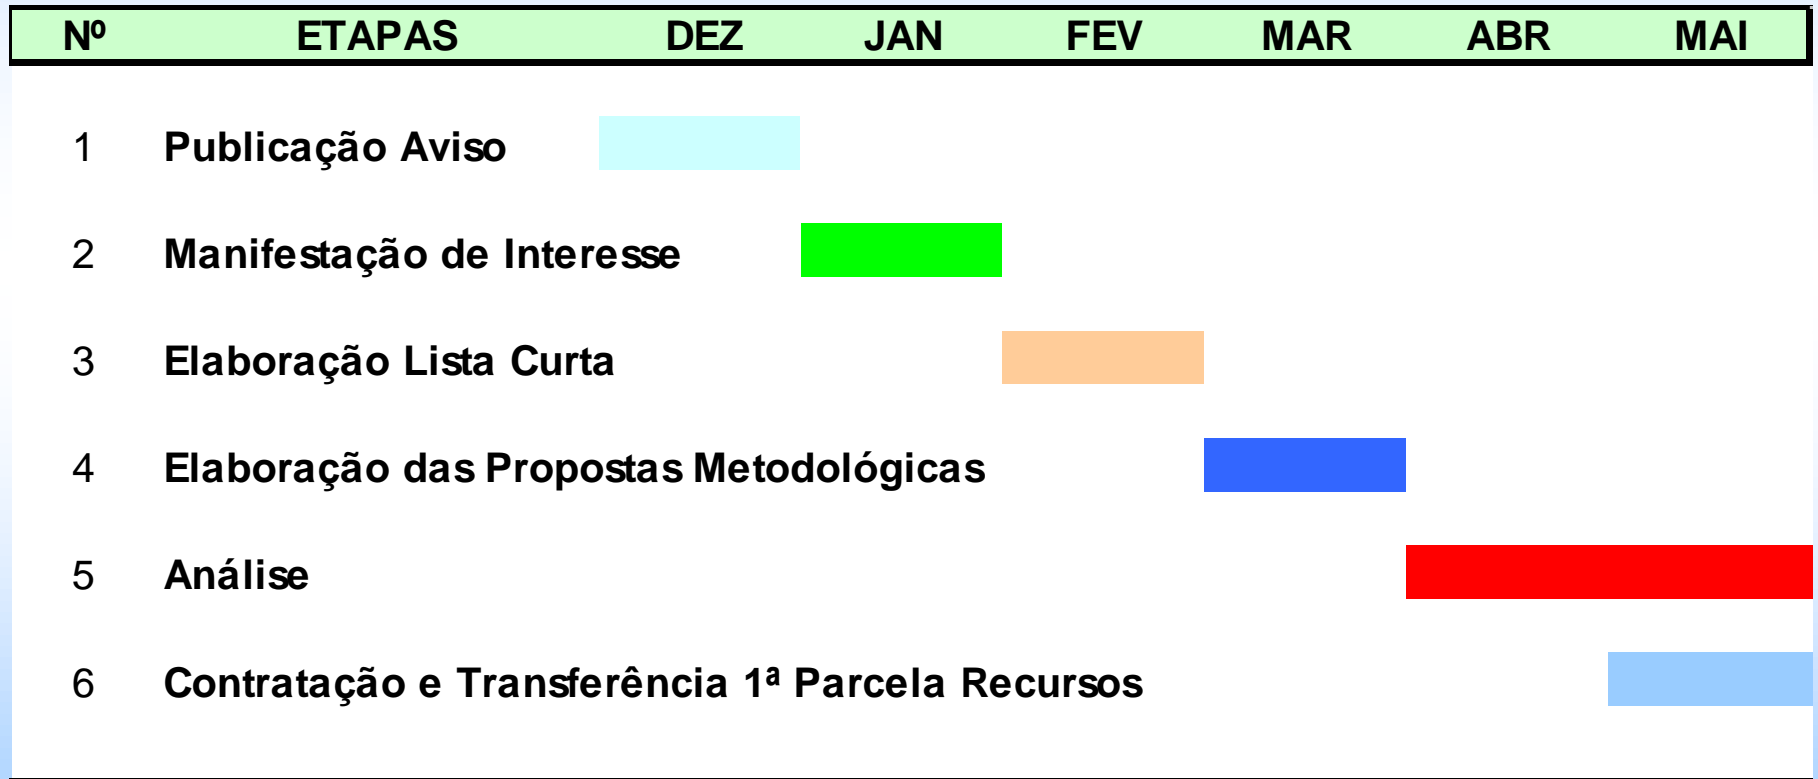 Nº ETAPAS DEZ JAN FEV MAR ABR MAI
1 Publicação Aviso
2 Manifestação de Interesse
3 Elaboração Lista Curta
4 Elaboração das Propostas Metodológicas
5 Análise
6 Contratação e Transferência 1ª Parcela Recursos